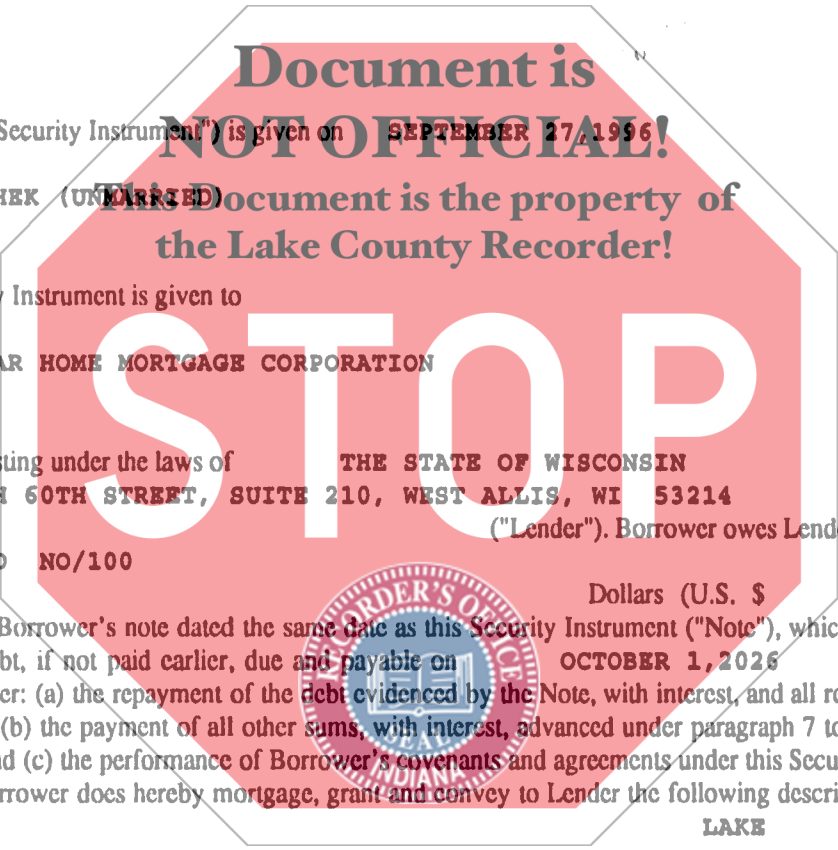 Document is
Security Instrument") is given on SEPTEMBER 27,1996
NOT OFFICIAL!
HEK (UNMARRIED)
This Document is the property of
the Lake County Recorder!
Instrument is given to
STOP
AR HOME MORTGAGE CORPORATION
ting under the laws of THE STATE OF WISCONSIN
60TH STREET, SUITE 210, WEST ALLIS, WI 53214
("Lender"). Borrower owes Lende
NO/100
Dollars (U.S. $
Borrower's note dated the same date as this Security Instrument ("Note"), whic
bt, if not paid earlier, due and payable on OCTOBER 1,2026
er: (a) the repayment of the debt evidenced by the Note, with interest, and all re
(b) the payment of all other sums, with interest, advanced under paragraph 7 to
d (c) the performance of Borrower's covenants and agreements under this Secu
rrower does hereby mortgage, grant and convey to Lender the following descri
LAKE
RECORDER'S OFFICE
SEAL
INDIANA